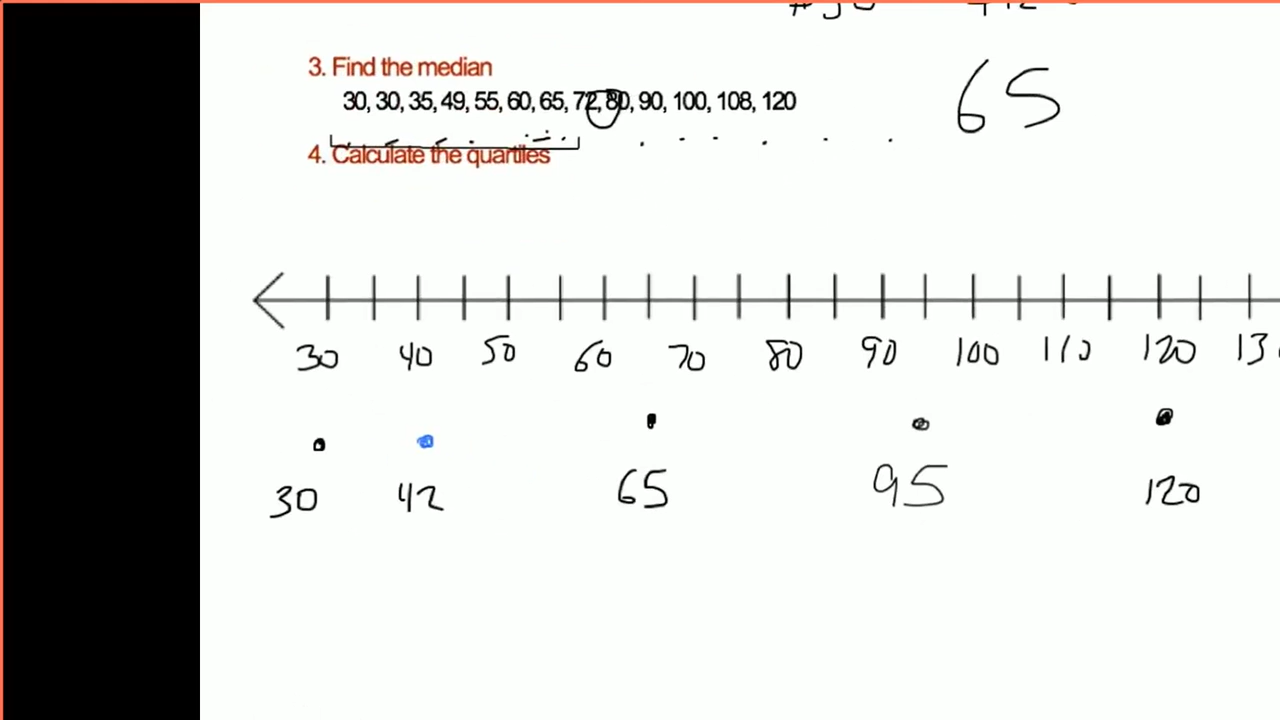 65
3. Find the median
30, 30, 35, 49, 55, 60, 65, 72, 80, 90, 100, 108, 120
4. Calculate the quartiles
30 40 50 60 70 80 90 100 110 120
30 42 65 95 120